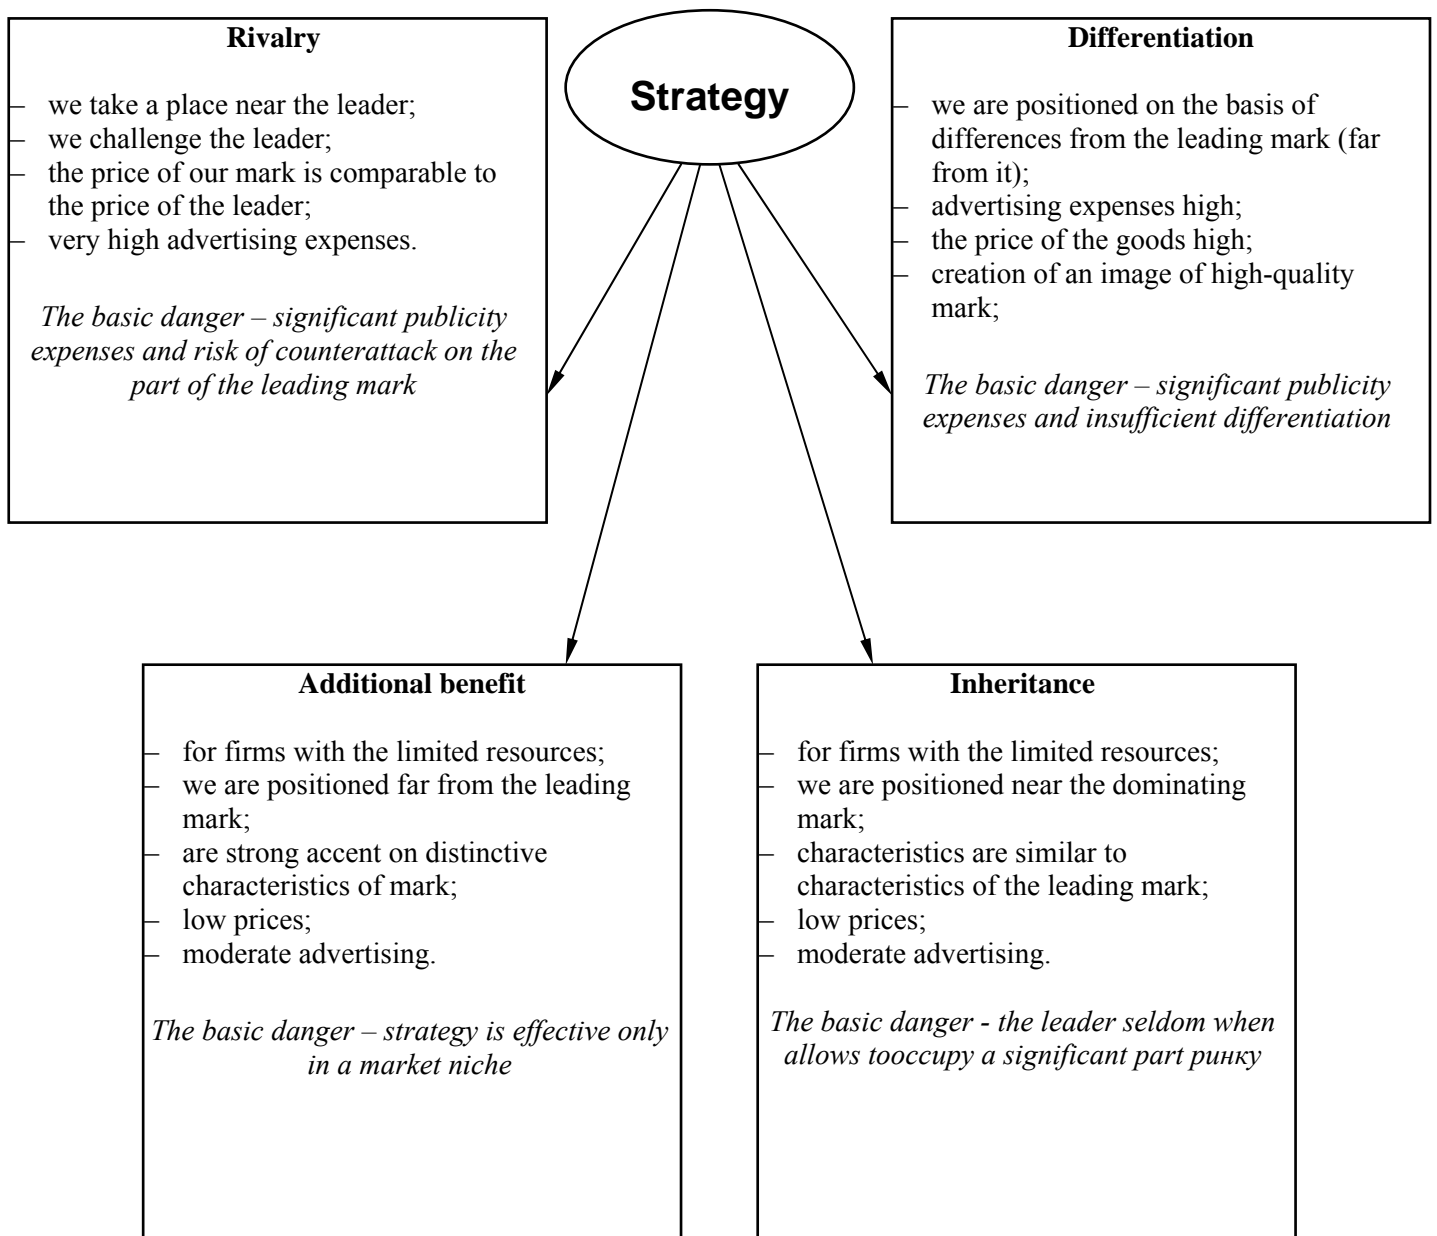 Strategy
Rivalry
– we take a place near the leader;
– we challenge the leader;
– the price of our mark is comparable to
the price of the leader;
– very high advertising expenses.
The basic danger – significant publicity
expenses and risk of counterattack on the
part of the leading mark
Differentiation
– we are positioned on the basis of
differences from the leading mark (far
from it);
– advertising expenses high;
– the price of the goods high;
– creation of an image of high-quality
mark;
The basic danger – significant publicity
expenses and insufficient differentiation
Additional benefit
– for firms with the limited resources;
– we are positioned far from the leading
mark;
– are strong accent on distinctive
characteristics of mark;
– low prices;
– moderate advertising.
The basic danger – strategy is effective only
in a market niche
Inheritance
– for firms with the limited resources;
– we are positioned near the dominating
mark;
– characteristics are similar to
characteristics of the leading mark;
– low prices;
– moderate advertising.
The basic danger - the leader seldom when
allows tooccupy a significant part ринку